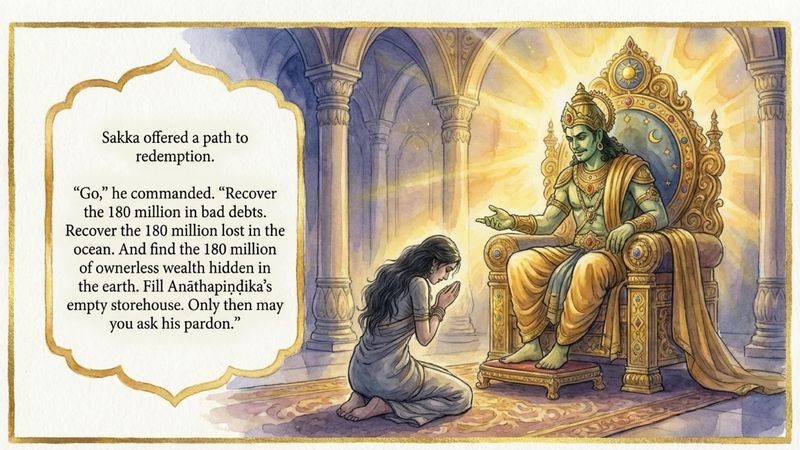 Sakka offered a path to
redemption.
“Go,” he commanded. “Recover
the 180 million in bad debts.
Recover the 180 million lost in the
ocean. And find the 180 million
of ownerless wealth hidden in
the earth. Fill Anāthapiṇḍika’s
empty storehouse. Only then may
you ask his pardon.”